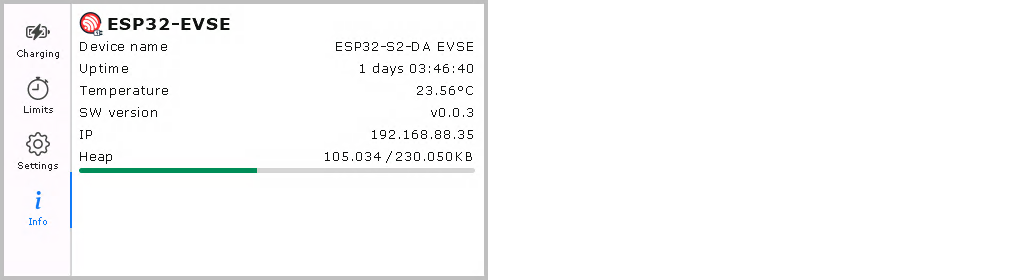 ESP32-EVSE
Device name ESP32-S2-DA EVSE
Uptime 1 days 03:46:40
Temperature 23.56°C
SW version v0.0.3
IP 192.168.88.35
Heap 105.034 / 230.050KB
Charging
Limits
Settings
Info